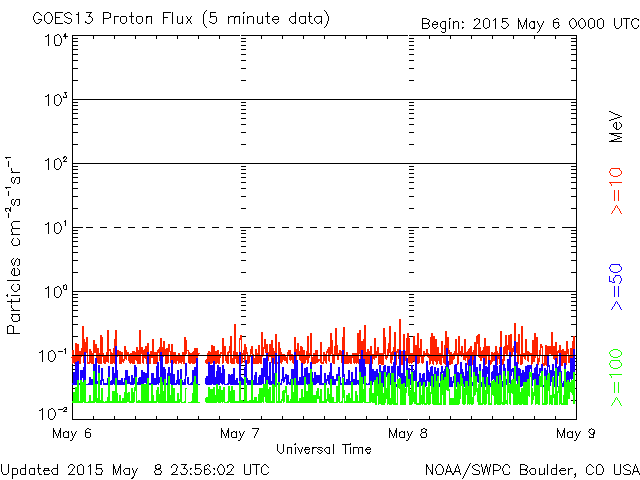 GOES13 Proton Flux (5 minute data)
Begin: 2015 May 6 0000 UTC
10⁴
10³
10²
10¹
10⁰
10⁻¹
10⁻²
Particles cm⁻²s⁻¹sr⁻¹
MeV
>=10
>=50
>=100
May 6
May 7
May 8
May 9
Universal Time
Updated 2015 May 8 23:56:02 UTC
NOAA/SWPC Boulder, CO USA